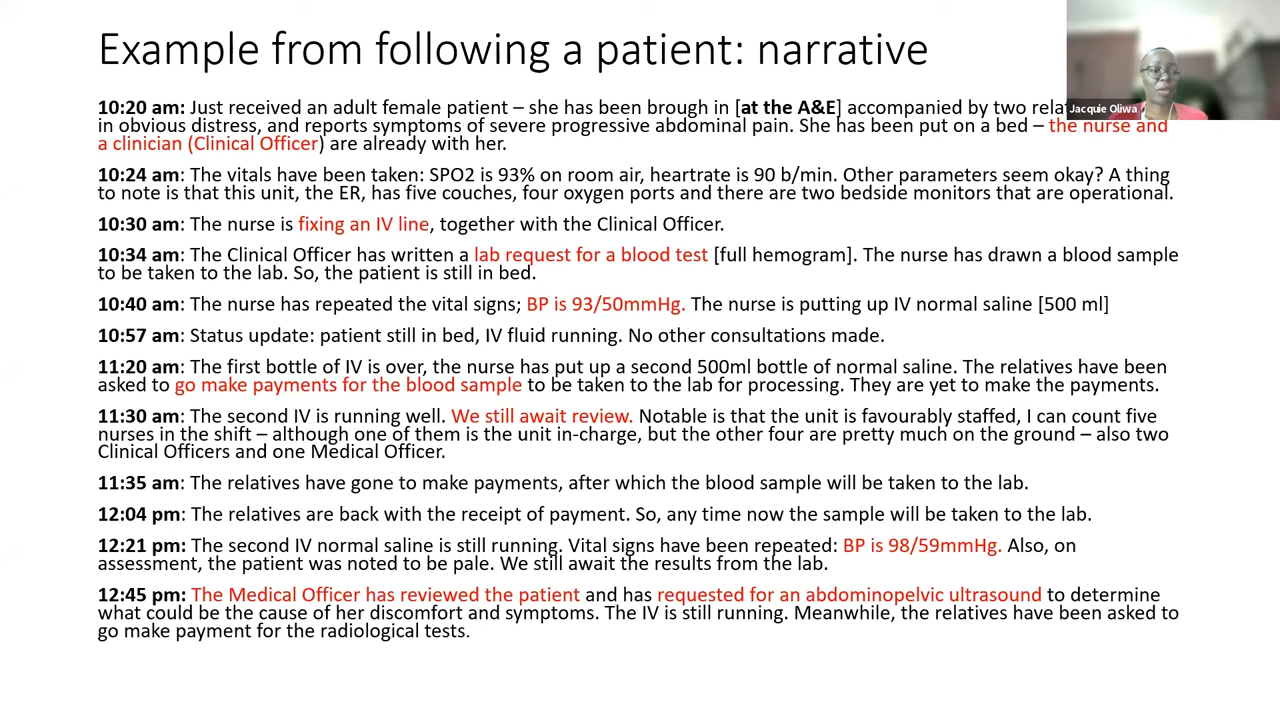 Example from following a patient: narrative
Jacquie Oliwa
10:20 am: Just received an adult female patient – she has been brough in [at the A&E] accompanied by two
in obvious distress, and reports symptoms of severe progressive abdominal pain. She has been put on a bed – the nurse and
a clinician (Clinical Officer) are already with her.
10:24 am: The vitals have been taken: SPO2 is 93% on room air, heartrate is 90 b/min. Other parameters seem okay? A thing
to note is that this unit, the ER, has five couches, four oxygen ports and there are two bedside monitors that are operational.
10:30 am: The nurse is fixing an IV line, together with the Clinical Officer.
10:34 am: The Clinical Officer has written a lab request for a blood test [full hemogram]. The nurse has drawn a blood sample
to be taken to the lab. So, the patient is still in bed.
10:40 am: The nurse has repeated the vital signs; BP is 93/50mmHg. The nurse is putting up IV normal saline [500 ml]
10:57 am: Status update: patient still in bed, IV fluid running. No other consultations made.
11:20 am: The first bottle of IV is over, the nurse has put up a second 500ml bottle of normal saline. The relatives have been
asked to go make payments for the blood sample to be taken to the lab for processing. They are yet to make the payments.
11:30 am: The second IV is running well. We still await review. Notable is that the unit is favourably staffed, I can count five
nurses in the shift – although one of them is the unit in-charge, but the other four are pretty much on the ground – also two
Clinical Officers and one Medical Officer.
11:35 am: The relatives have gone to make payments, after which the blood sample will be taken to the lab.
12:04 pm: The relatives are back with the receipt of payment. So, any time now the sample will be taken to the lab.
12:21 pm: The second IV normal saline is still running. Vital signs have been repeated: BP is 98/59mmHg. Also, on
assessment, the patient was noted to be pale. We still await the results from the lab.
12:45 pm: The Medical Officer has reviewed the patient and has requested for an abdominopelvic ultrasound to determine
what could be the cause of her discomfort and symptoms. The IV is still running. Meanwhile, the relatives have been asked to
go make payment for the radiological tests.